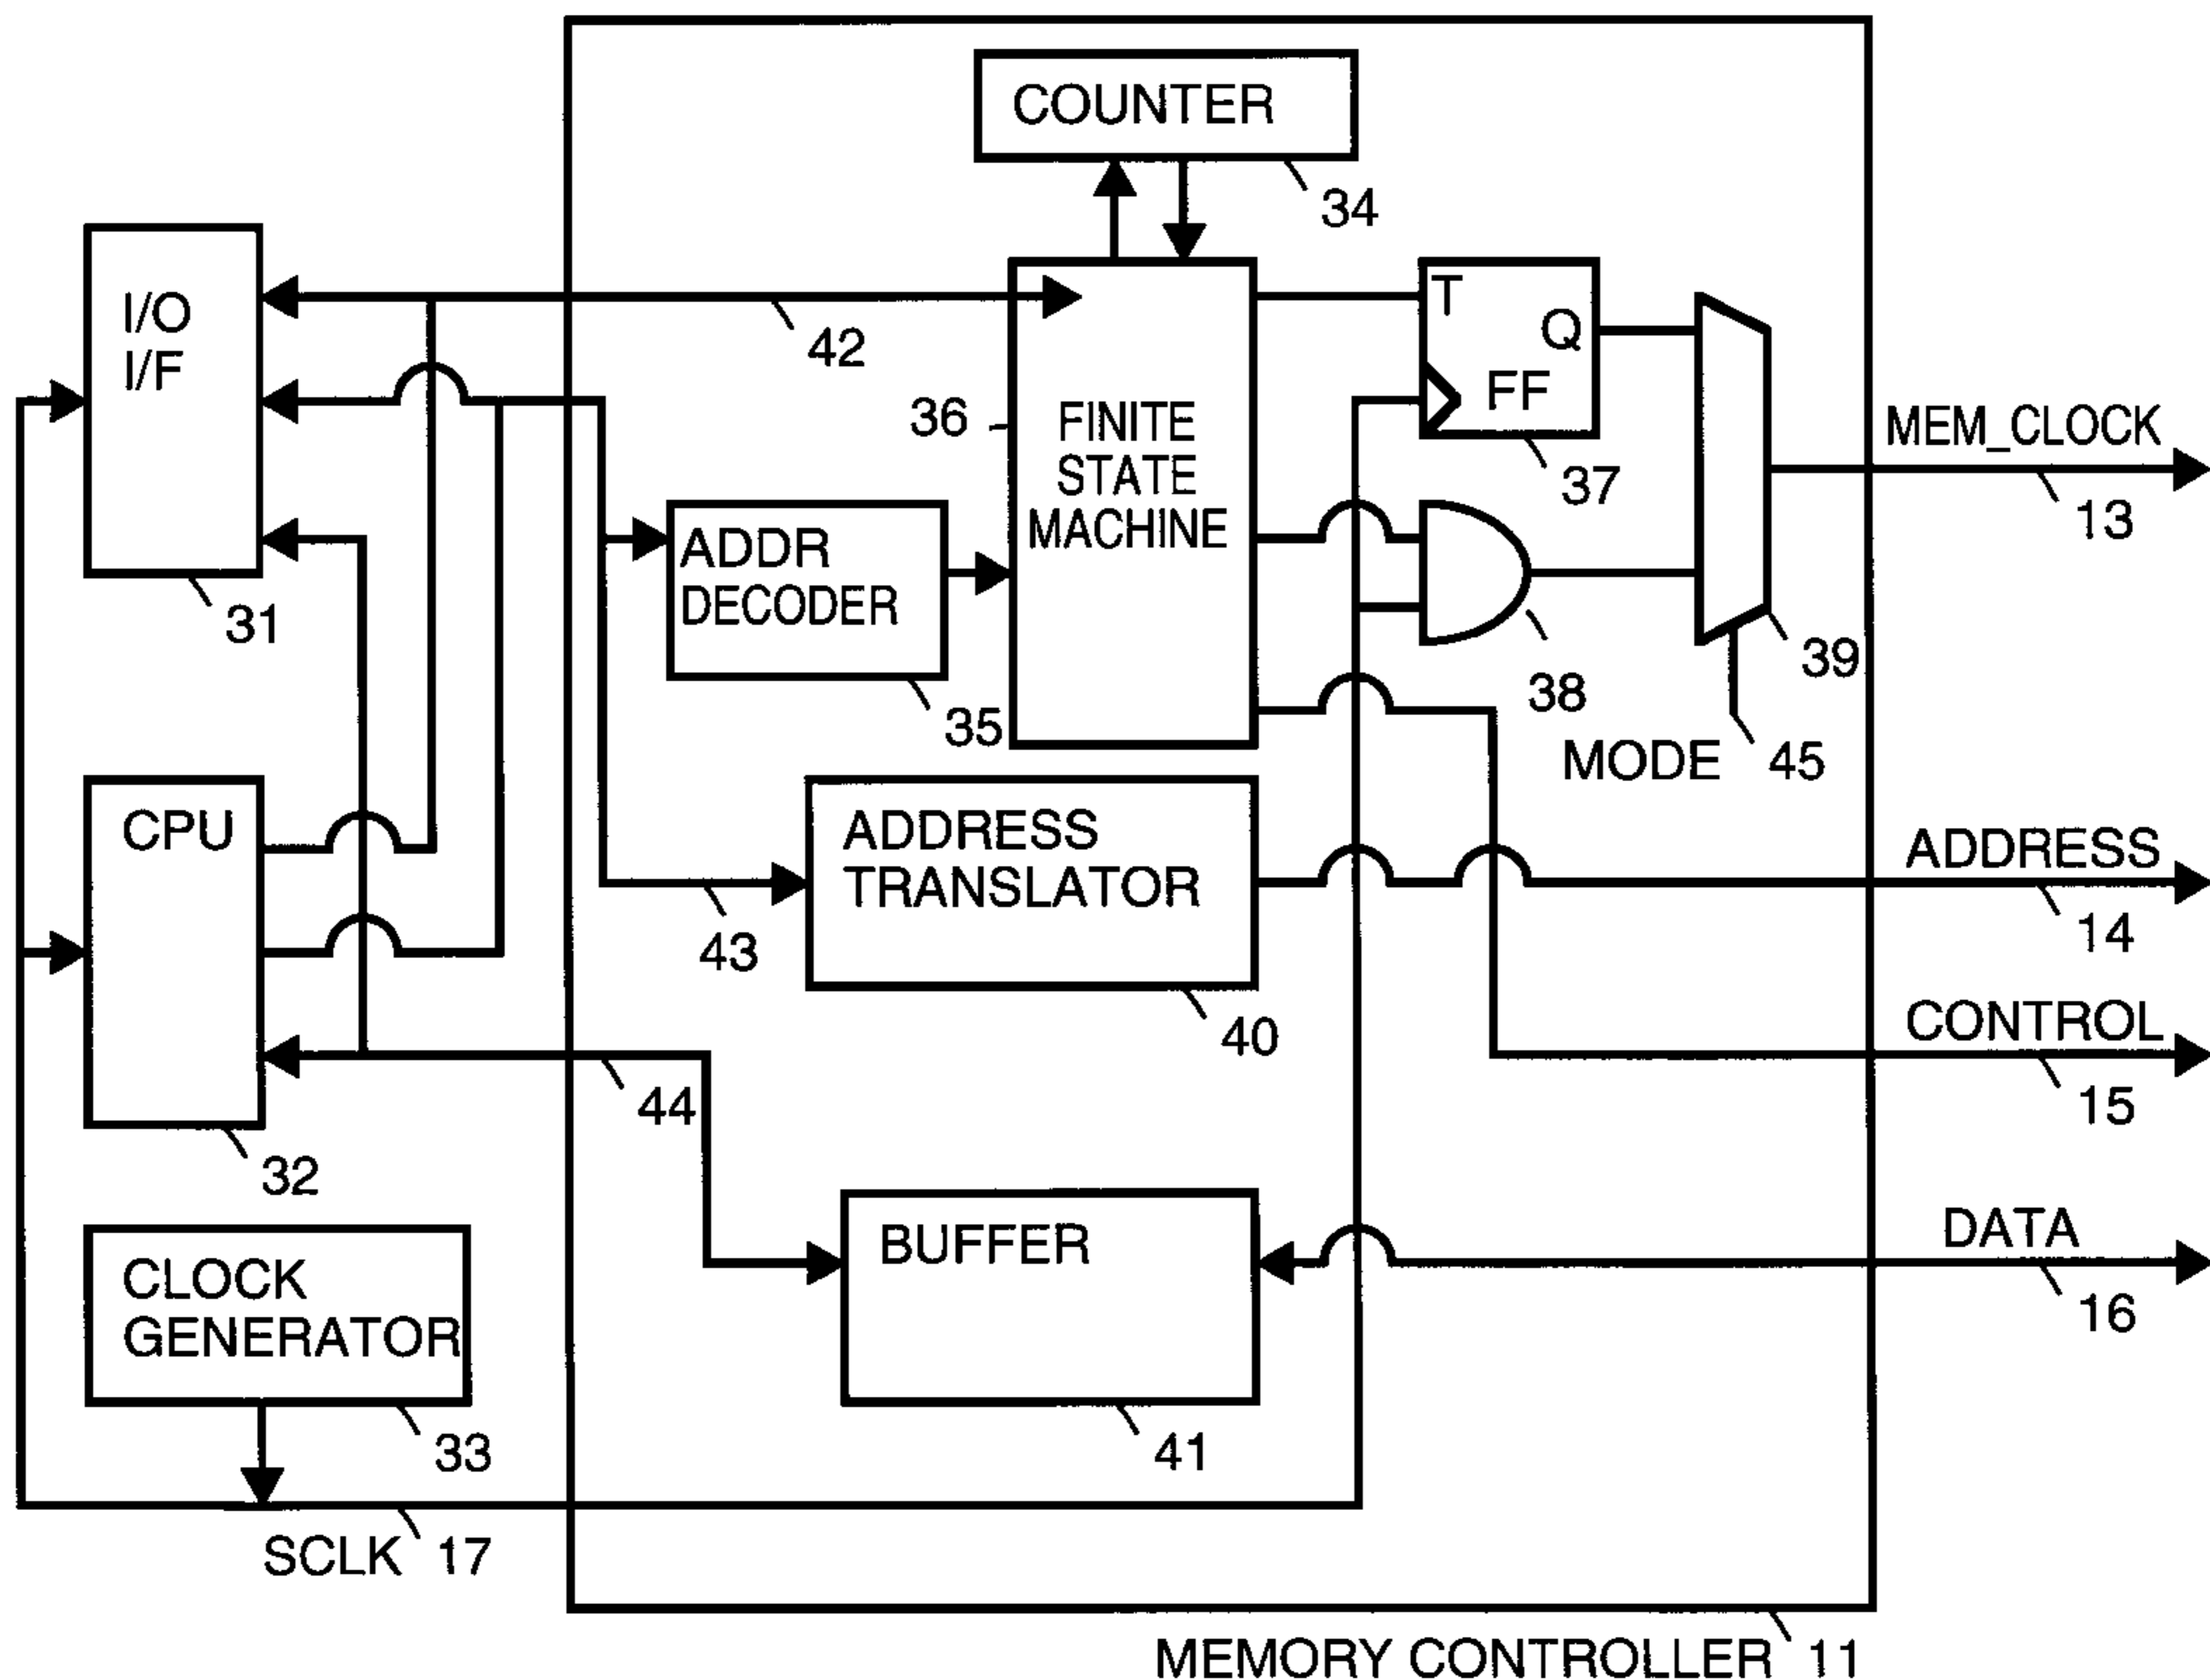 COUNTER
34
I/O
I/F
31
42
36
FINITE
STATE
MACHINE
T
Q
FF
37
MEM_CLOCK
13
ADDR
DECODER
35
38
39
MODE 45
CPU
32
ADDRESS
TRANSLATOR
40
43
ADDRESS
14
CONTROL
15
44
BUFFER
41
DATA
16
CLOCK
GENERATOR
33
SCLK 17
MEMORY CONTROLLER 11